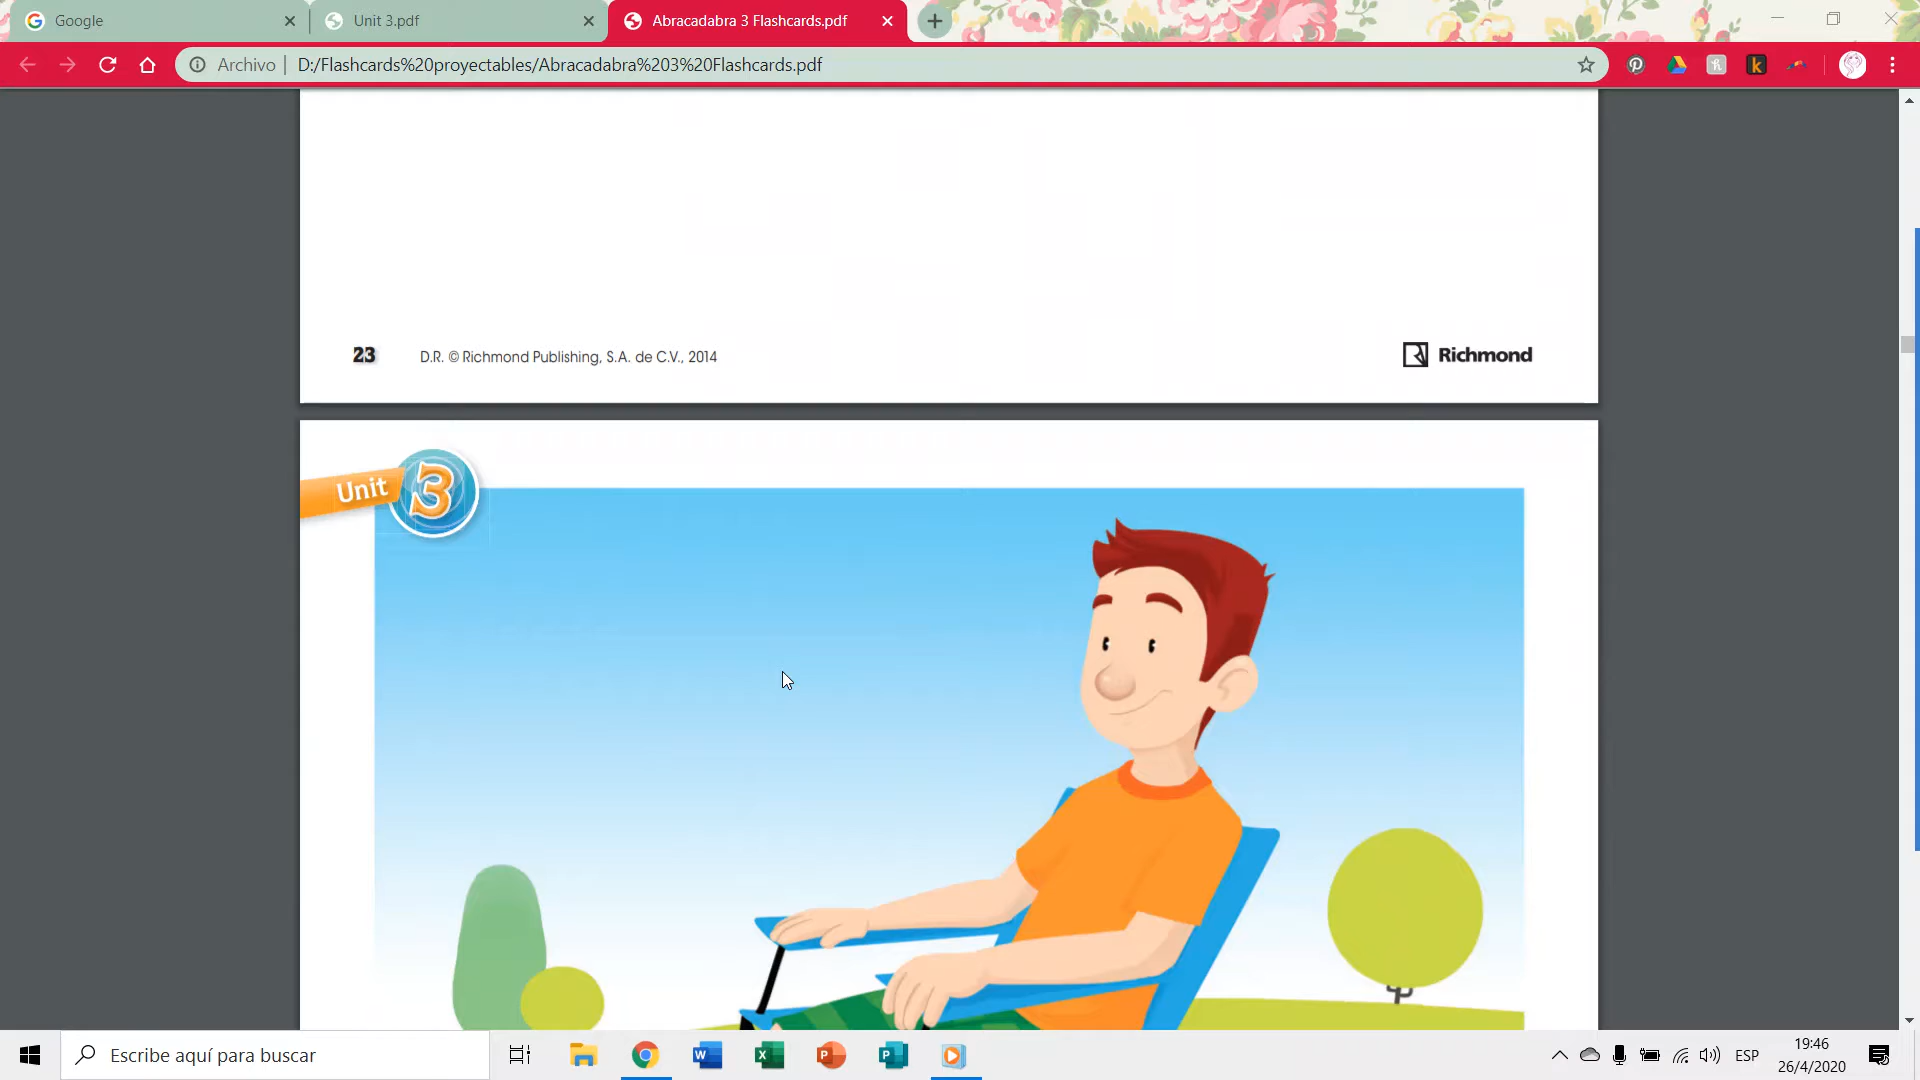 Google
Unit 3.pdf
Abracadabra 3 Flashcards.pdf
Archivo
D:/Flashcards%20proyectables/Abracadabra%203%20Flashcards.pdf
23
D.R. © Richmond Publishing, S.A. de C.V., 2014
Richmond
Unit 3
Escribe aquí para buscar
ESP
19:46
26/4/2020